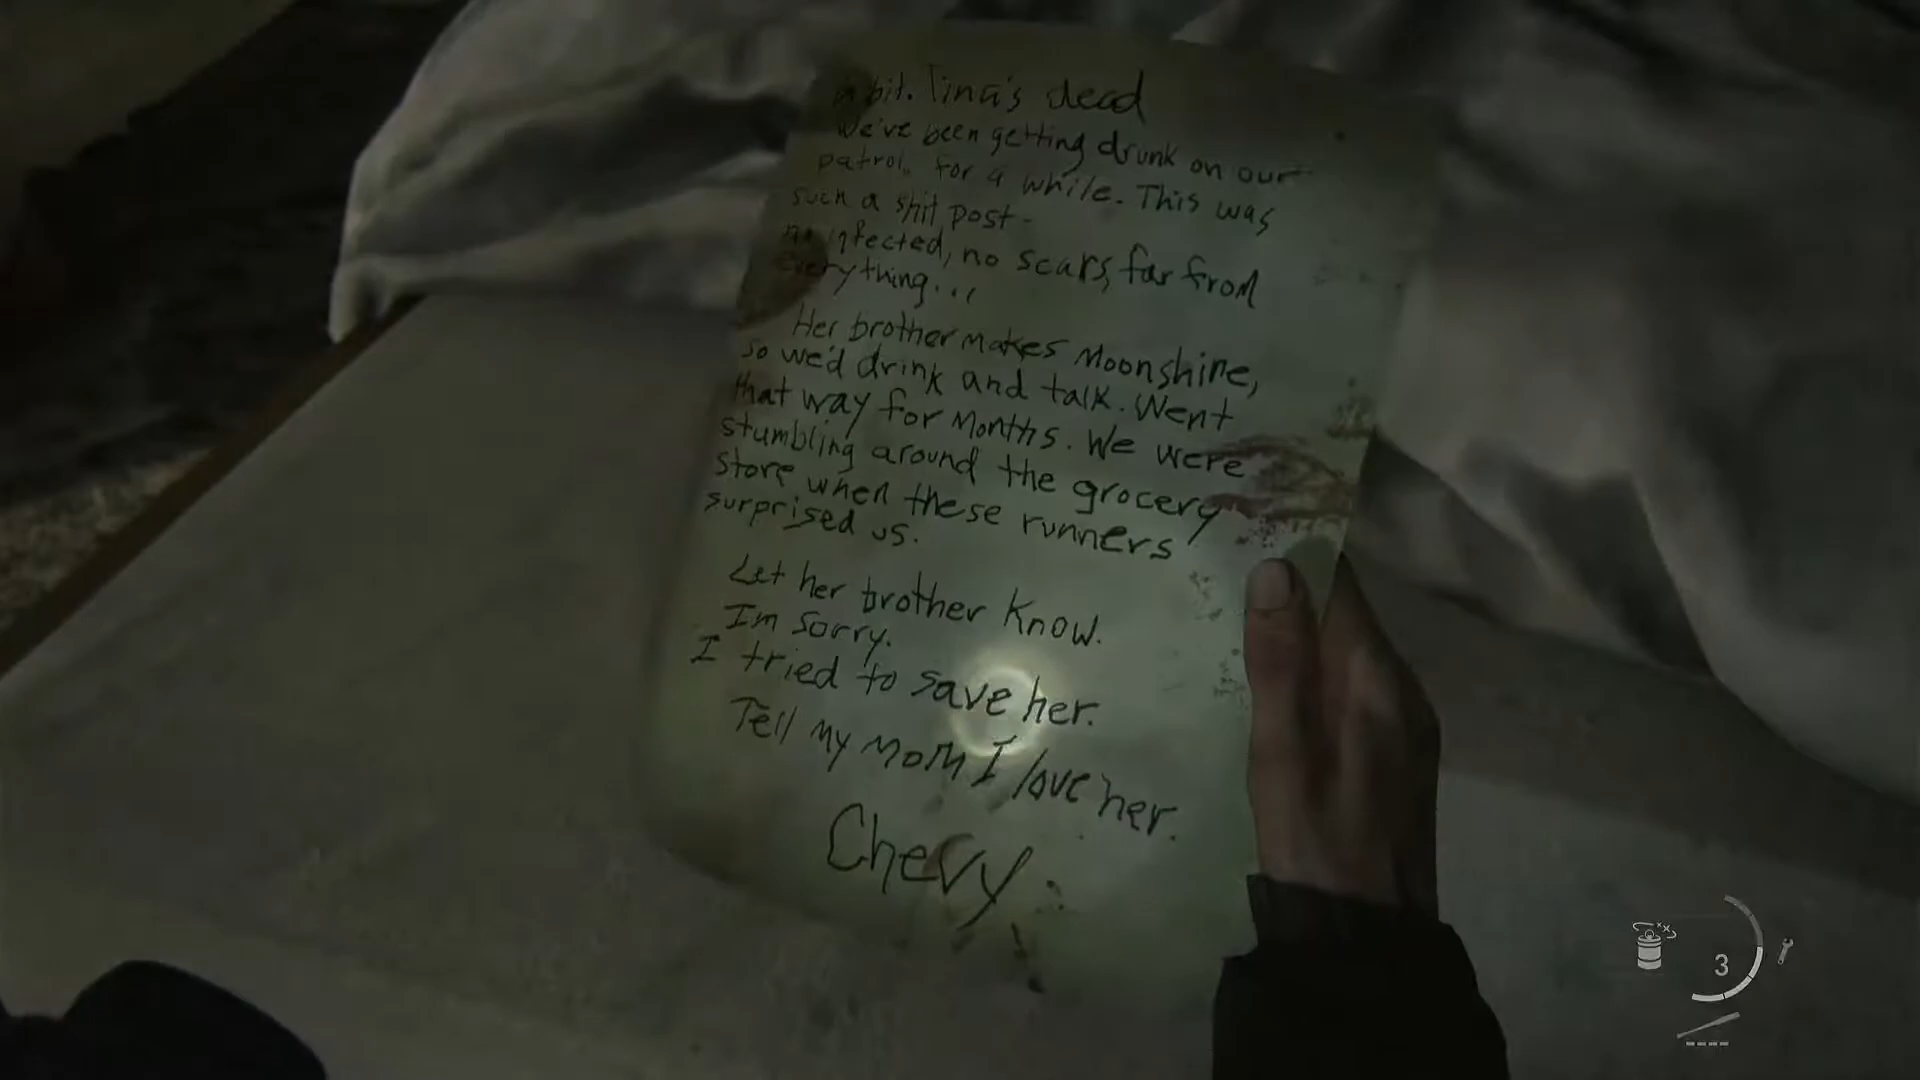 a bit. Tina's dead
We've been getting drunk on our
patrol for a while. This was
such a shit post-
no infected, no scars, far from
everything...
Her brother makes Moonshine,
so we'd drink and talk. Went
that way for months. We were
stumbling around the grocery
store when these runners
surprised us.
Let her brother know.
Im sorry.
I tried to save her.
Tell my mom I love her.
Chevy
3